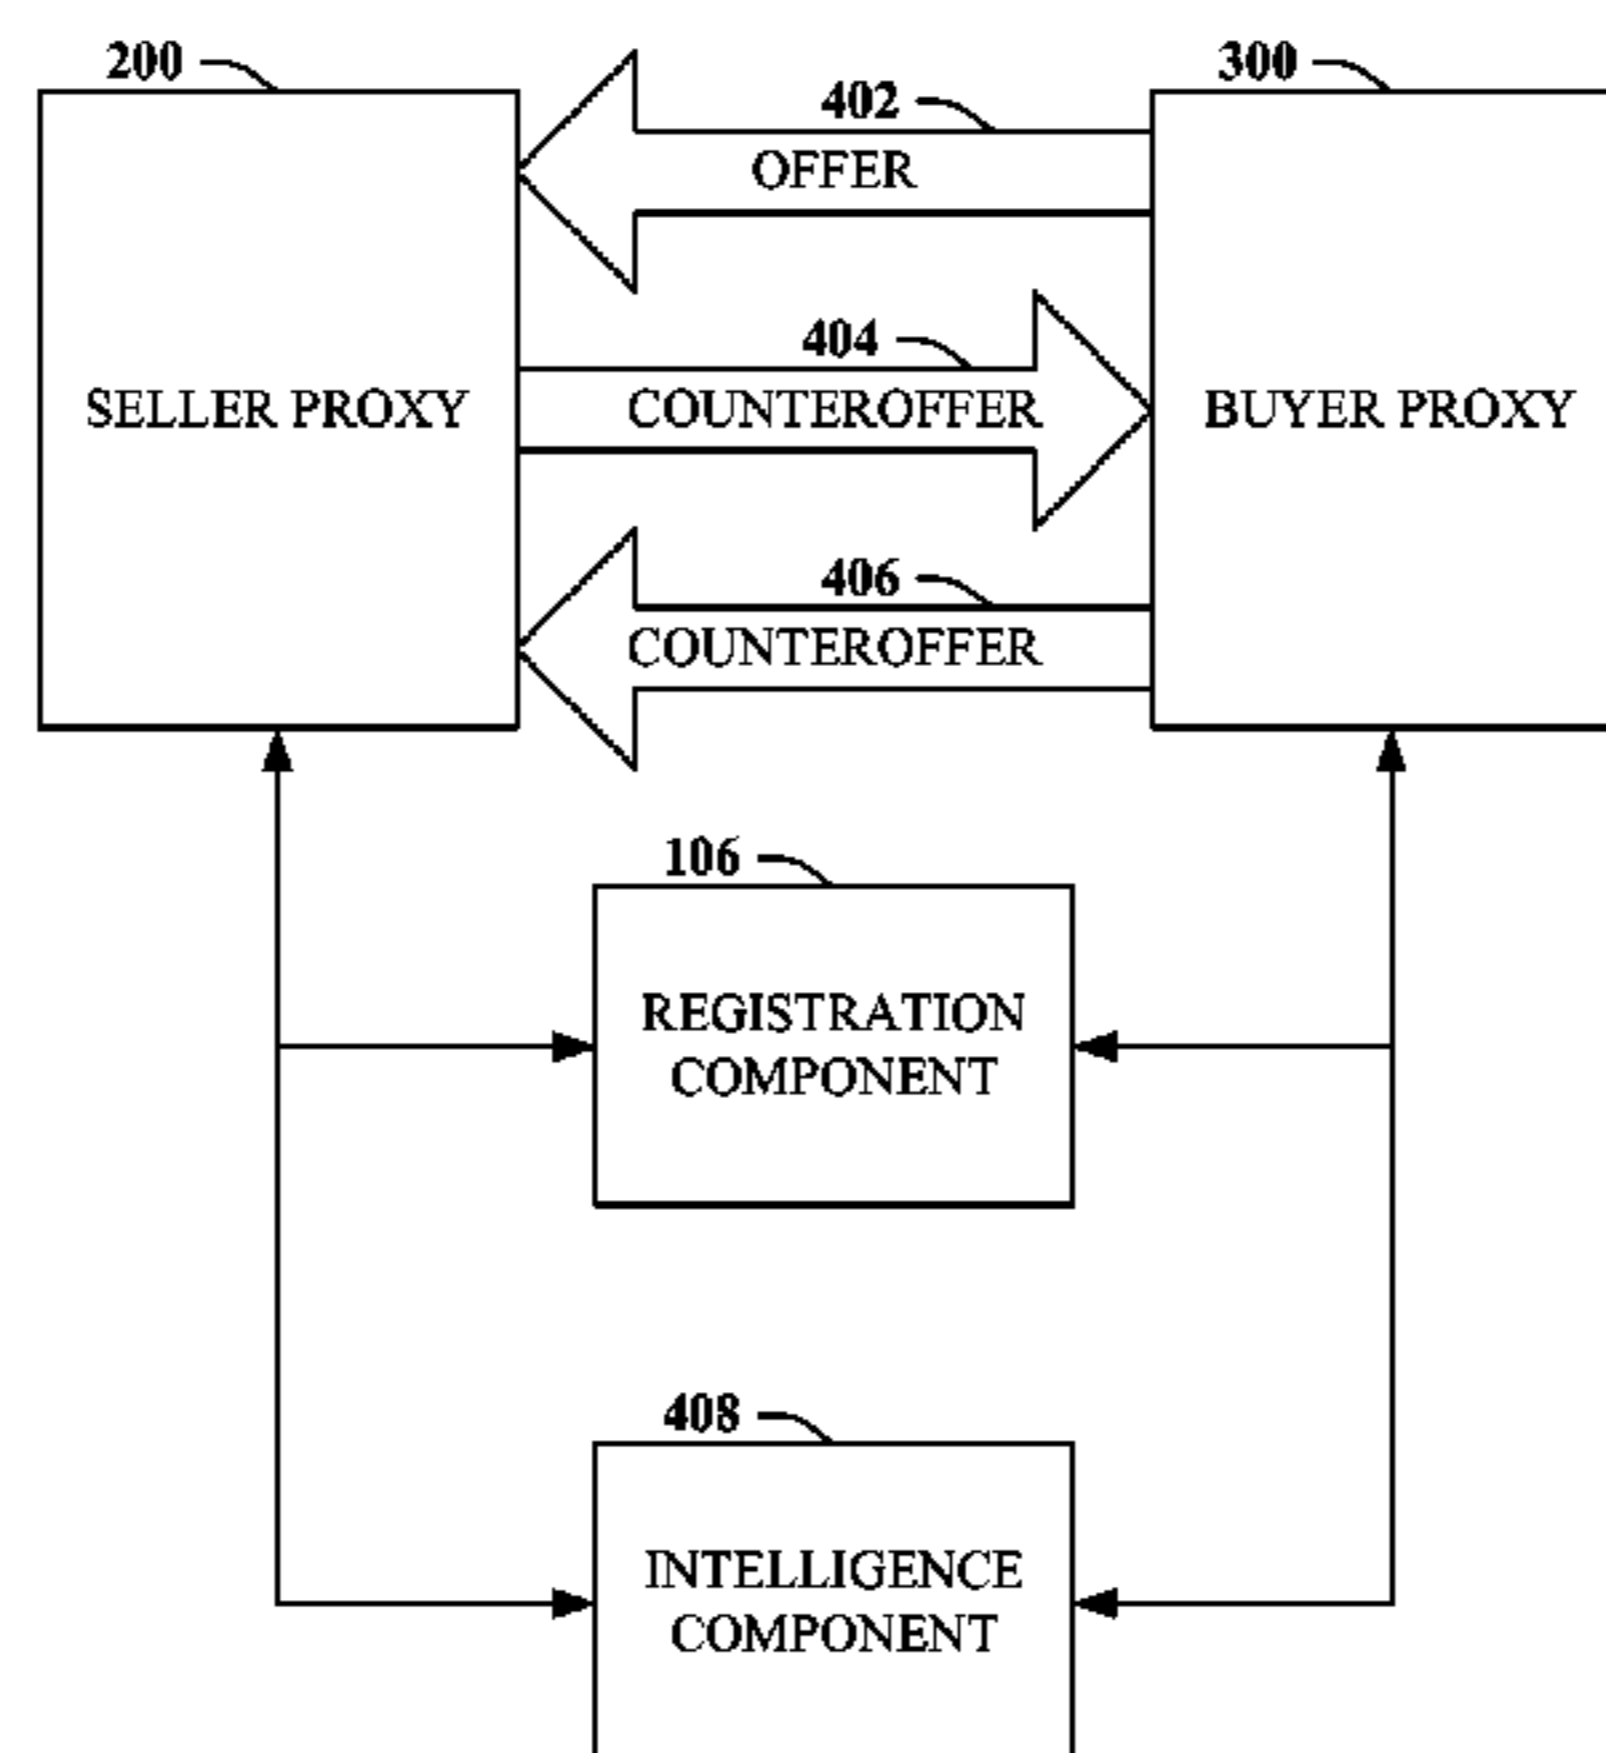 200
300
402
OFFER
404
SELLER PROXY
COUNTEROFFER
BUYER PROXY
406
COUNTEROFFER
106
REGISTRATION
COMPONENT
408
INTELLIGENCE
COMPONENT